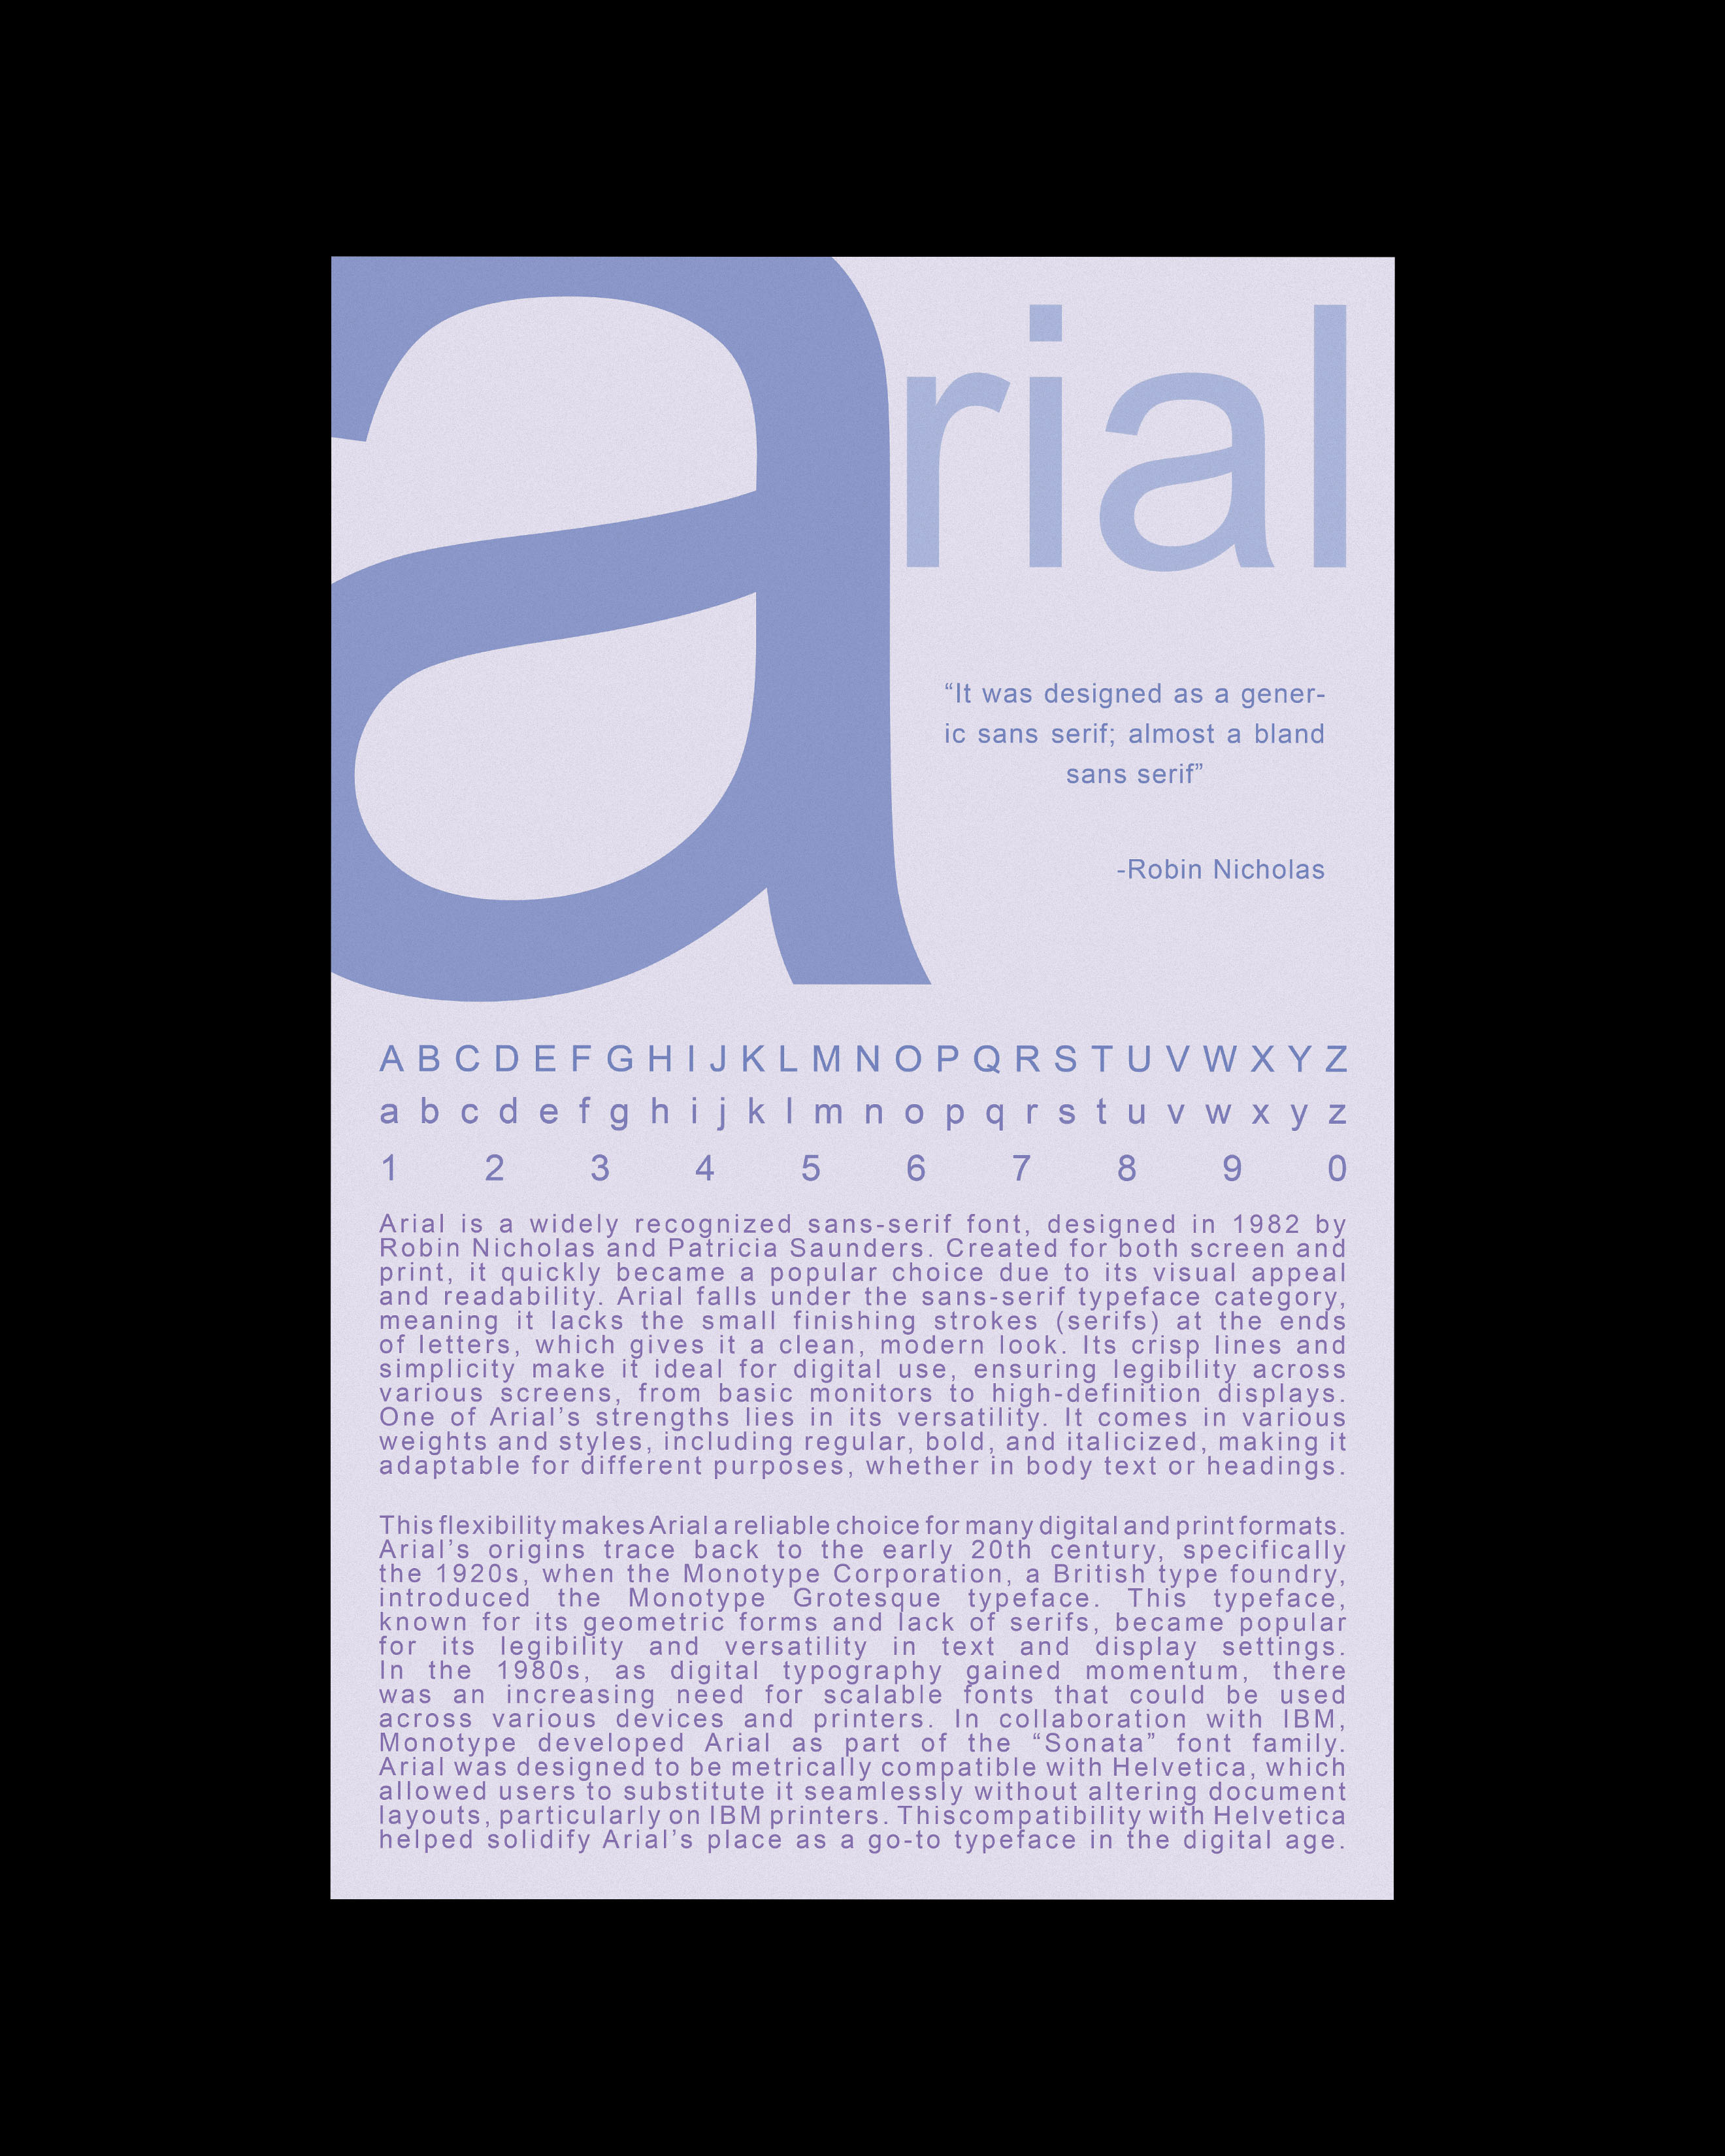 arial
“It was designed as a gener-
ic sans serif; almost a bland
sans serif”
-Robin Nicholas
A B C D E F G H I J K L M N O P Q R S T U V W X Y Z
a b c d e f g h i j k l m n o p q r s t u v w x y z
1 2 3 4 5 6 7 8 9 0
Arial is a widely recognized sans-serif font, designed in 1982 by
Robin Nicholas and Patricia Saunders. Created for both screen and
print, it quickly became a popular choice due to its visual appeal
and readability. Arial falls under the sans-serif typeface category,
meaning it lacks the small finishing strokes (serifs) at the ends
of letters, which gives it a clean, modern look. Its crisp lines and
simplicity make it ideal for digital use, ensuring legibility across
various screens, from basic monitors to high-definition displays.
One of Arial’s strengths lies in its versatility. It comes in various
weights and styles, including regular, bold, and italicized, making it
adaptable for different purposes, whether in body text or headings.
This flexibility makes Arial a reliable choice for many digital and print formats.
Arial’s origins trace back to the early 20th century, specifically
the 1920s, when the Monotype Corporation, a British type foundry,
introduced the Monotype Grotesque typeface. This typeface,
known for its geometric forms and lack of serifs, became popular
for its legibility and versatility in text and display settings.
In the 1980s, as digital typography gained momentum, there
was an increasing need for scalable fonts that could be used
across various devices and printers. In collaboration with IBM,
Monotype developed Arial as part of the “Sonata” font family.
Arial was designed to be metrically compatible with Helvetica, which
allowed users to substitute it seamlessly without altering document
layouts, particularly on IBM printers. Thiscompatibility with Helvetica
helped solidify Arial’s place as a go-to typeface in the digital age.